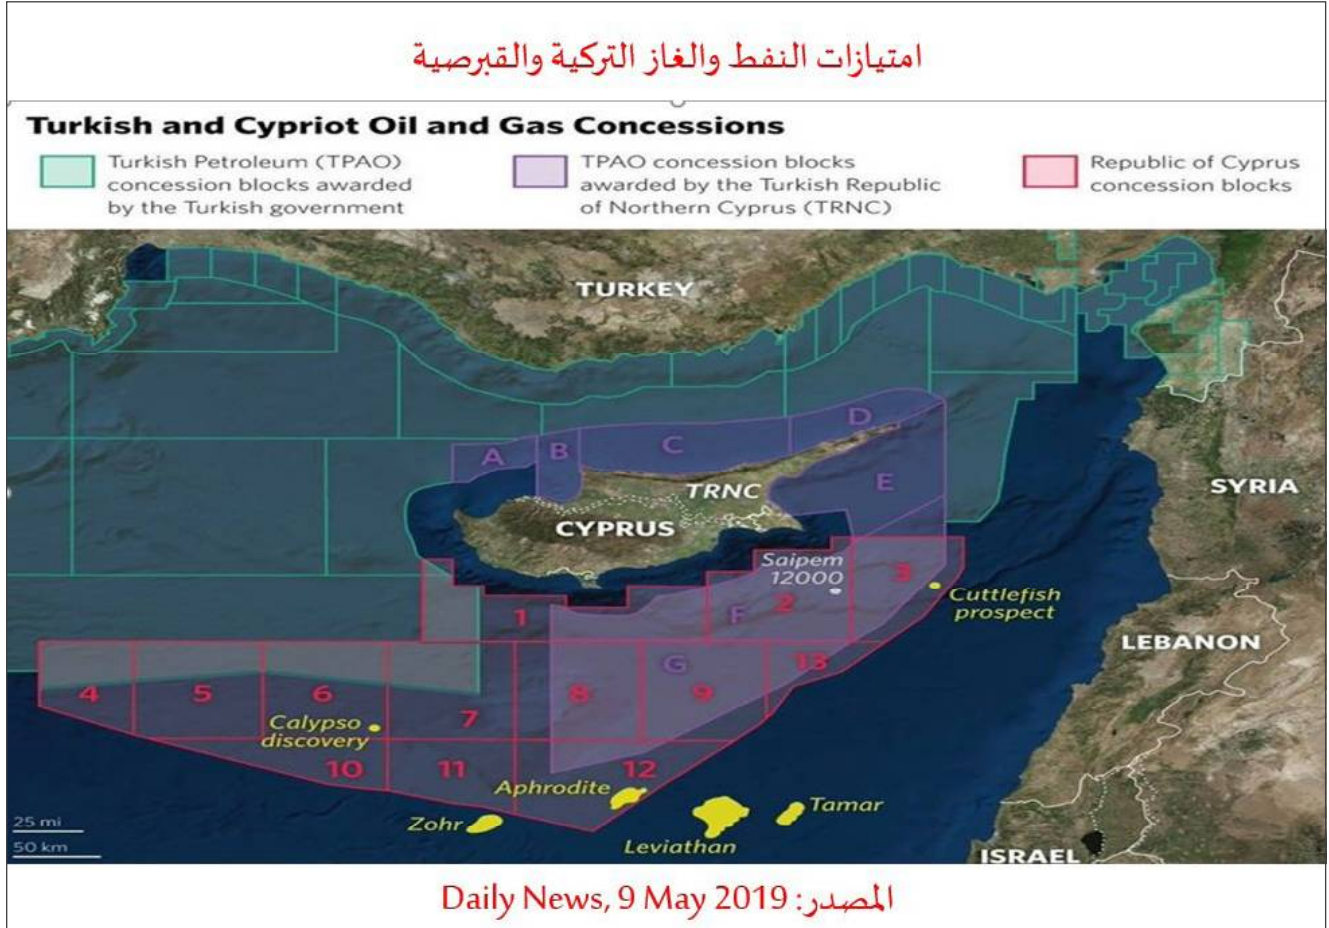 امتيازات النفط والغاز التركية والقبرصية
Turkish and Cypriot Oil and Gas Concessions
Turkish Petroleum (TPAO)
concession blocks awarded
by the Turkish government
TPAO concession blocks
awarded by the Turkish Republic
of Northern Cyprus (TRNC)
Republic of Cyprus
concession blocks
TURKEY
A
B
C
D
E
TRNC
CYPRUS
SYRIA
Saipem
12000
Cuttlefish
prospect
1
F
2
3
LEBANON
4
5
6
7
8
G
9
13
Calypso
discovery
10
11
12
Aphrodite
Zohr
Leviathan
Tamar
ISRAEL
25 mi
50 km
المصدر: Daily News, 9 May 2019